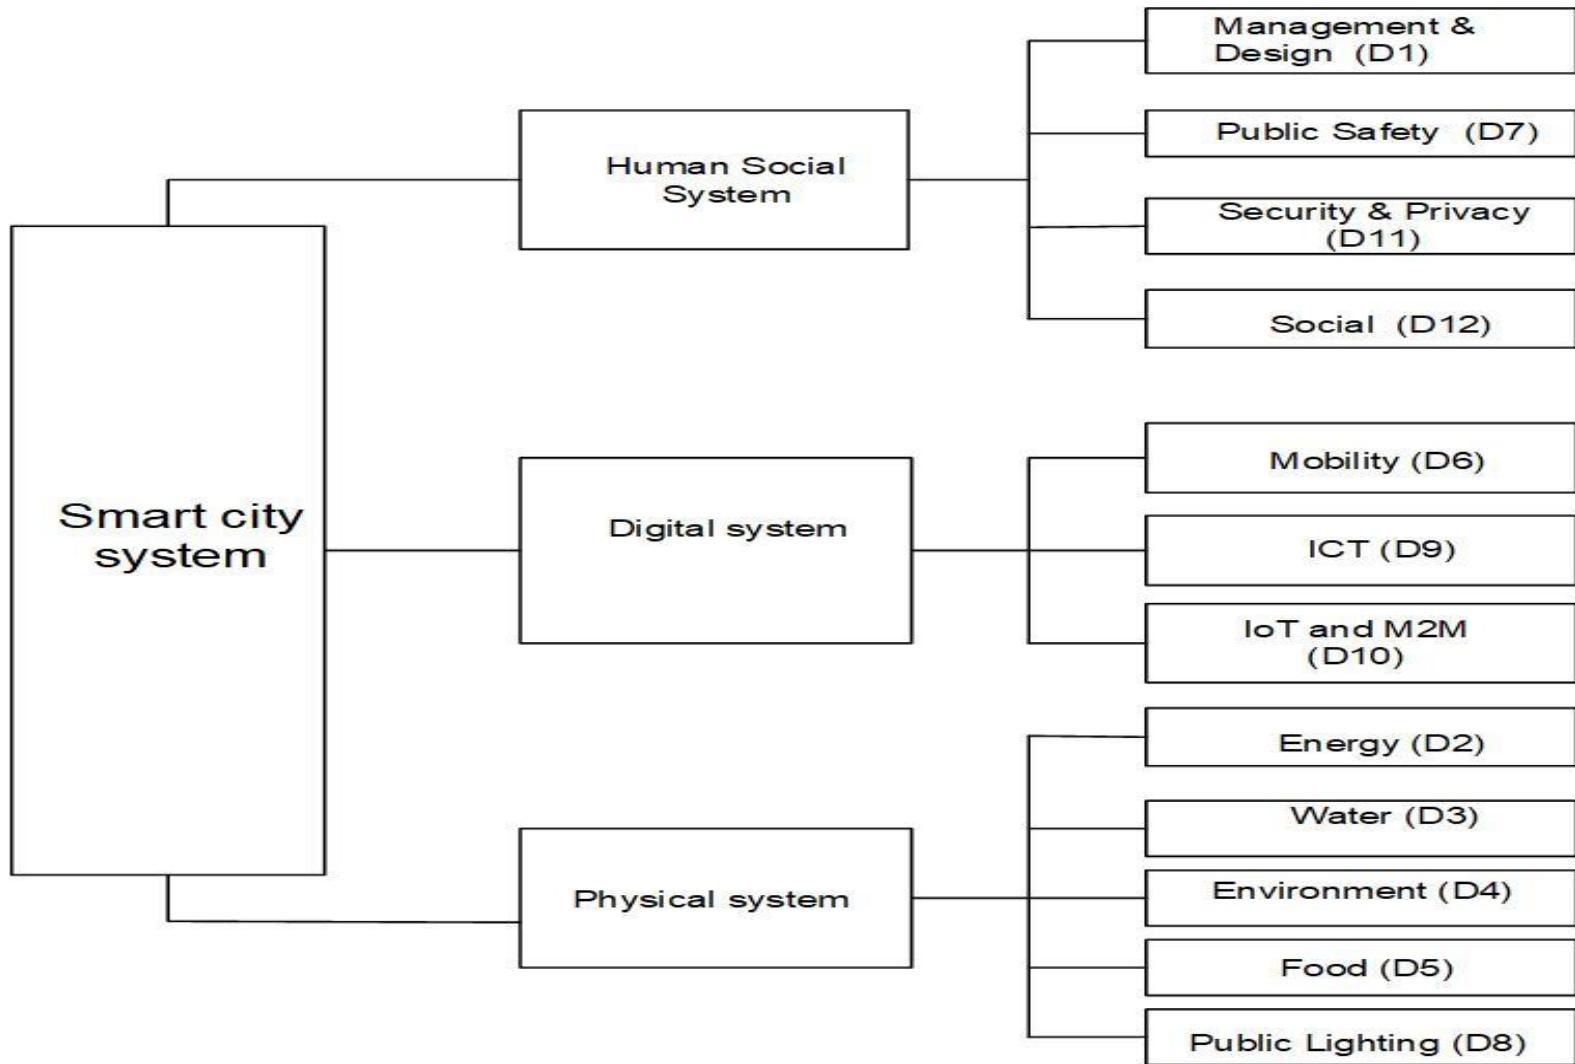 Smart city
system
Human Social
System
Management &
Design (D1)
Public Safety (D7)
Security & Privacy
(D11)
Social (D12)
Digital system
Mobility (D6)
ICT (D9)
IoT and M2M
(D10)
Physical system
Energy (D2)
Water (D3)
Environment (D4)
Food (D5)
Public Lighting (D8)